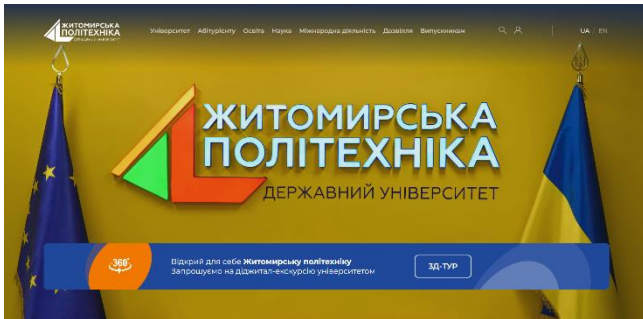 ЖИТОМИРСЬКА
ПОЛІТЕХНІКА
Університет Абітурієнту Освіта Наука Міжнародна діяльність Дозвілля Випускникам
UA / EN
ЖИТОМИРСЬКА
ПОЛІТЕХНІКА
ДЕРЖАВНИЙ УНІВЕРСИТЕТ
360°
Відкрий для себе Житомирську політехніку
Запрошуємо на діджитал-екскурсію університетом
3Д-ТУР